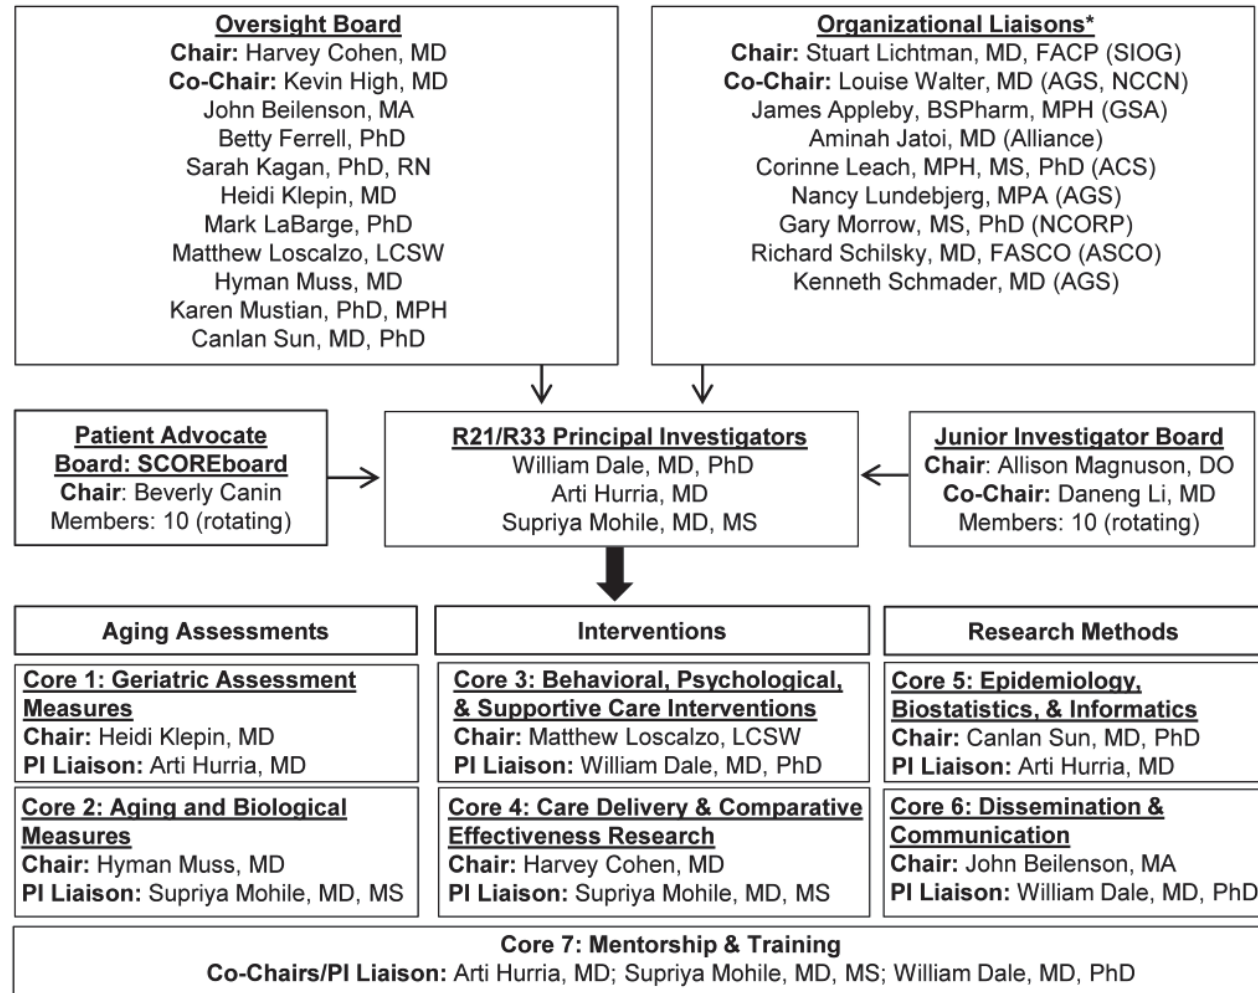 Oversight Board
Chair: Harvey Cohen, MD
Co-Chair: Kevin High, MD
John Beilenson, MA
Betty Ferrell, PhD
Sarah Kagan, PhD, RN
Heidi Klepin, MD
Mark LaBarge, PhD
Matthew Loscalzo, LCSW
Hyman Muss, MD
Karen Mustian, PhD, MPH
Canlan Sun, MD, PhD
Organizational Liaisons*
Chair: Stuart Lichtman, MD, FACP (SIOG)
Co-Chair: Louise Walter, MD (AGS, NCCN)
James Appleby, BSPharm, MPH (GSA)
Aminah Jatoi, MD (Alliance)
Corinne Leach, MPH, MS, PhD (ACS)
Nancy Lundebjerg, MPA (AGS)
Gary Morrow, MS, PhD (NCORP)
Richard Schilsky, MD, FASCO (ASCO)
Kenneth Schmader, MD (AGS)
Patient Advocate
Board: SCOREboard
Chair: Beverly Canin
Members: 10 (rotating)
R21/R33 Principal Investigators
William Dale, MD, PhD
Arti Hurria, MD
Supriya Mohile, MD, MS
Junior Investigator Board
Chair: Allison Magnuson, DO
Co-Chair: Daneng Li, MD
Members: 10 (rotating)
Aging Assessments
Interventions
Research Methods
Core 1: Geriatric Assessment
Measures
Chair: Heidi Klepin, MD
PI Liaison: Arti Hurria, MD
Core 3: Behavioral, Psychological,
& Supportive Care Interventions
Chair: Matthew Loscalzo, LCSW
PI Liaison: William Dale, MD, PhD
Core 5: Epidemiology,
Biostatistics, & Informatics
Chair: Canlan Sun, MD, PhD
PI Liaison: Arti Hurria, MD
Core 2: Aging and Biological
Measures
Chair: Hyman Muss, MD
PI Liaison: Supriya Mohile, MD, MS
Core 4: Care Delivery & Comparative
Effectiveness Research
Chair: Harvey Cohen, MD
PI Liaison: Supriya Mohile, MD, MS
Core 6: Dissemination &
Communication
Chair: John Beilenson, MA
PI Liaison: William Dale, MD, PhD
Core 7: Mentorship & Training
Co-Chairs/PI Liaison: Arti Hurria, MD; Supriya Mohile, MD, MS; William Dale, MD, PhD